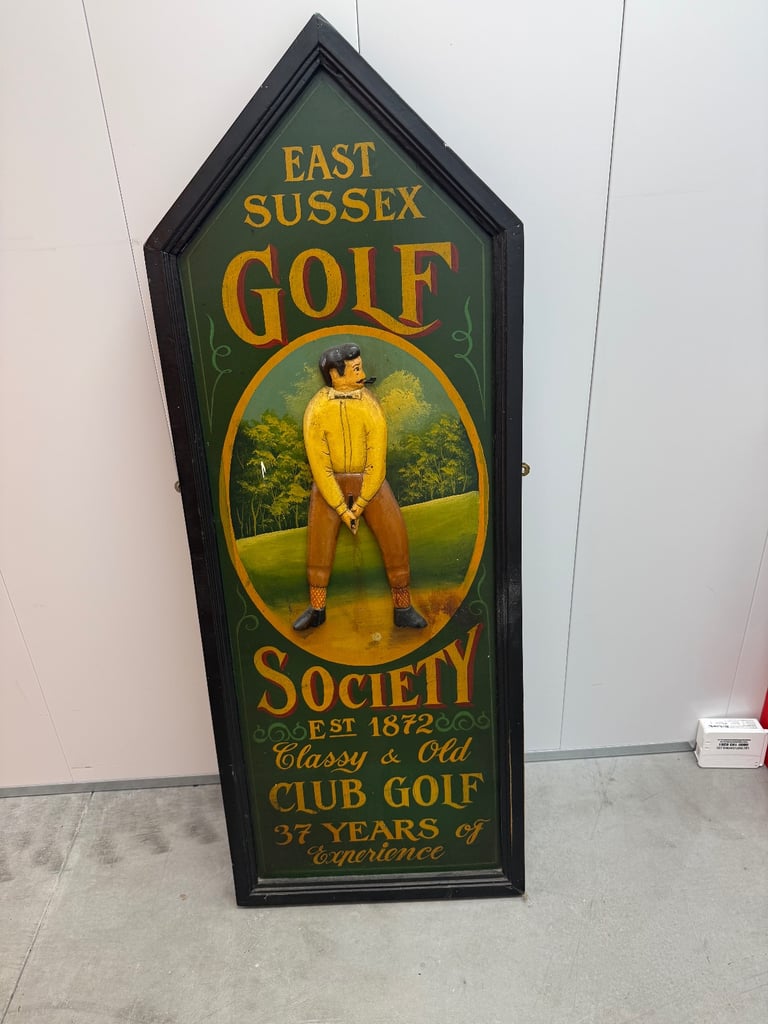 EAST
SUSSEX
GOLF
SOCIETY
EST 1872
Classy & Old
CLUB GOLF
37 YEARS of
Experience